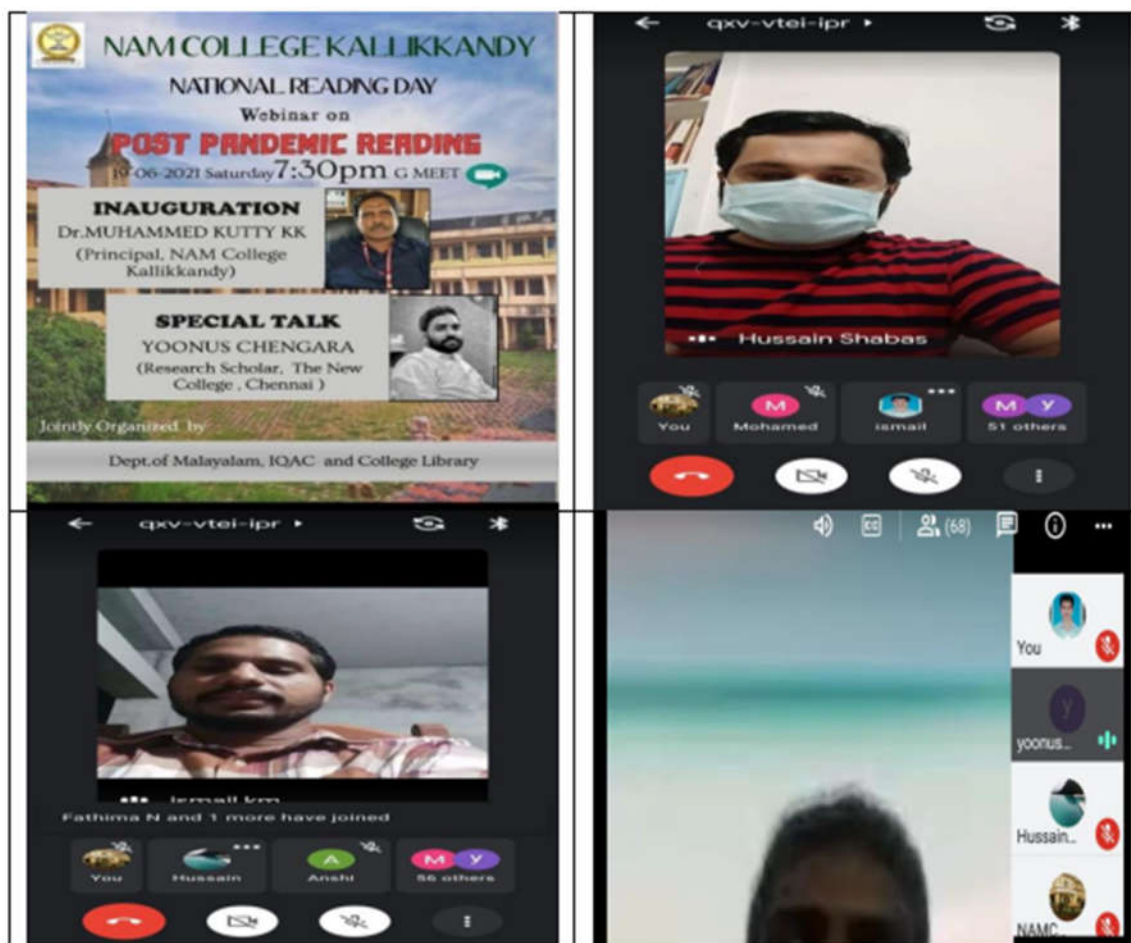 NAM COLLEGE KALLIKKANDY
NATIONAL READING DAY
Webinar on
POST PANDEMIC READING
19-06-2021 Saturday 7:30pm G MEET
INAUGURATION
Dr.MUHAMMED KUTTY KK
(Principal, NAM College
Kallikkandy)
SPECIAL TALK
YOONUS CHENGARA
(Research Scholar, The New
College , Chennai )
Jointly Organized by
Dept.of Malayalam, IQAC and College Library
qxv-vtei-ipr
Hussain Shabas
You
M
Mohamed
ismail
M y
51 others
qxv-vtei-ipr
ismail km
Fathima N and 1 more have joined
You
Hussain
A
Anshi
M y
56 others
CC
(68)
You
y
yoonus...
Hussain...
NAMC...